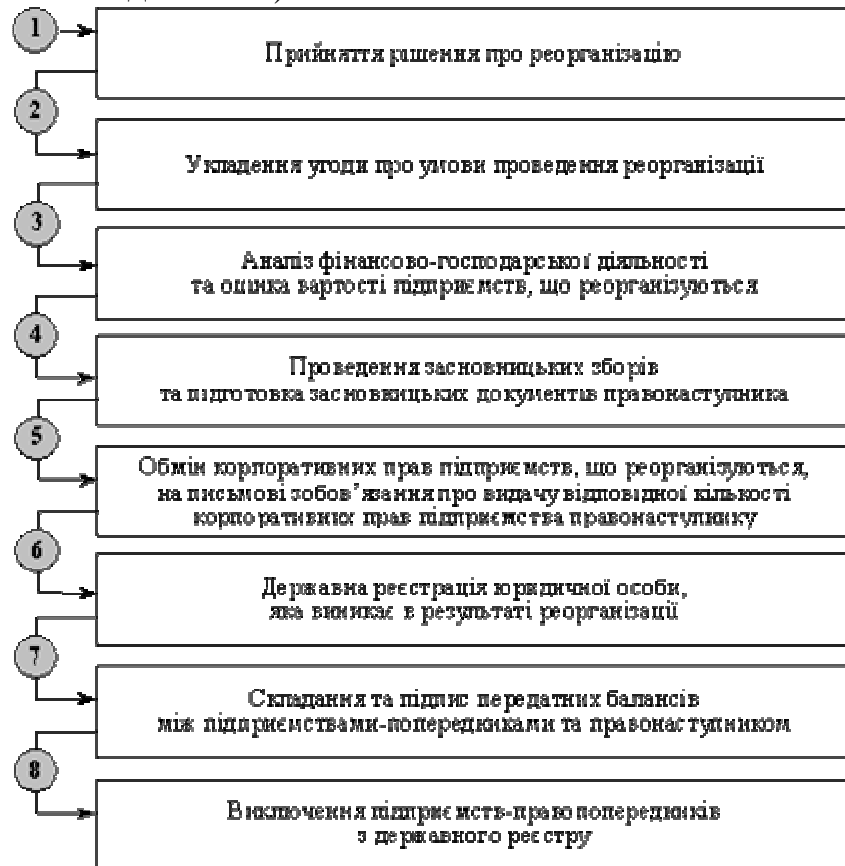 1
Прийняття рішення про реорганізацію
2
Укладення угоди про умови проведення реорганізації
3
Аналіз фінансово-господарської діяльності
та оцінка вартості підприємств, що реорганізуються
4
Проведення засновницьких зборів
та підготовка засновницьких документів правонаступника
5
Обмін корпоративних прав підприємств, що реорганізуються,
на письмові зобов’язання про видачу відповідної кількості
корпоративних прав підприємства правонаступнику
6
Державна реєстрація юридичної особи,
яка виникає в результаті реорганізації
7
Складання та підпис передатних балансів
між підприємствами-попередниками та правонаступником
8
Виключення підприємств-правопопередників
з державного реєстру